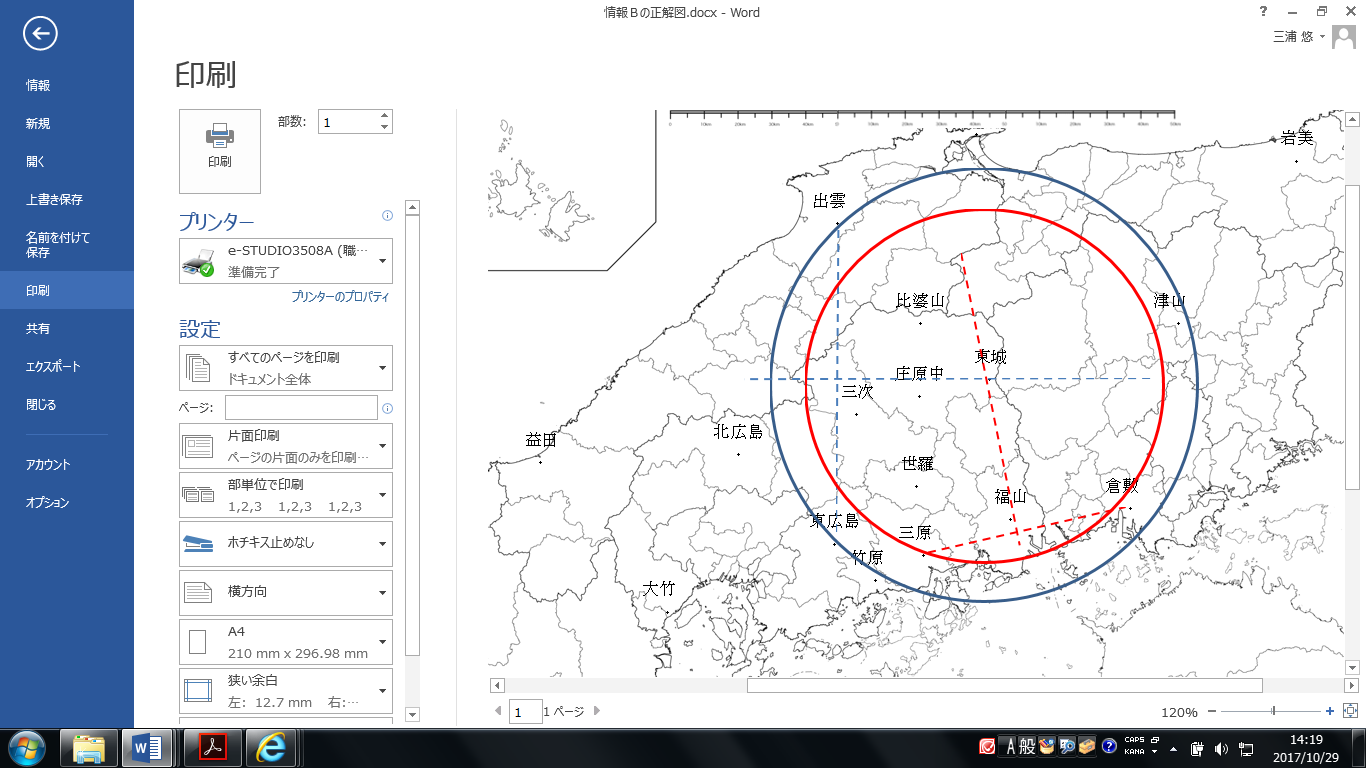 情報Bの正解図.docx - Word
?
三浦 悠
情報
新規
開く
上書き保存
名前を付けて
保存
印刷
共有
エクスポート
閉じる
アカウント
オプション
印刷
印刷
部数:
1
プリンター
e-STUDIO3508A (職…
準備完了
プリンターのプロパティ
設定
すべてのページを印刷
ドキュメント全体
ページ:
片面印刷
ページの片面のみを印刷…
部単位で印刷
1,2,3 1,2,3 1,2,3
ホチキス止めなし
横方向
A4
210 mm x 296.98 mm
狭い余白
左: 12.7 mm 右:…
岩美
出雲
比婆山
津山
東城
庄原中
三次
北広島
益田
世羅
福山
倉敷
東広島
三原
竹原
大竹
1
1 ページ
120%
A 般
CAPS
KANA
14:19
2017/10/29